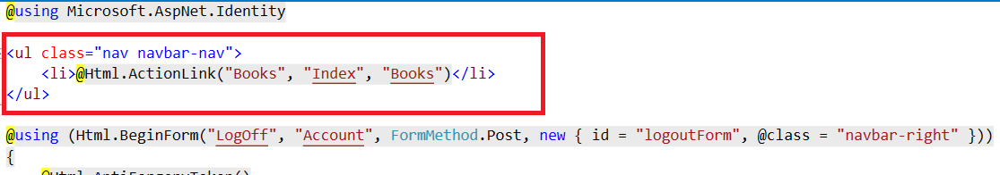 @using Microsoft.AspNet.Identity
<ul class="nav navbar-nav">
<li>@Html.ActionLink("Books", "Index", "Books")</li>
</ul>
@using (Html.BeginForm("LogOff", "Account", FormMethod.Post, new { id = "logoutForm", @class = "navbar-right" }))
{
@Html.AntiForgeryToken()